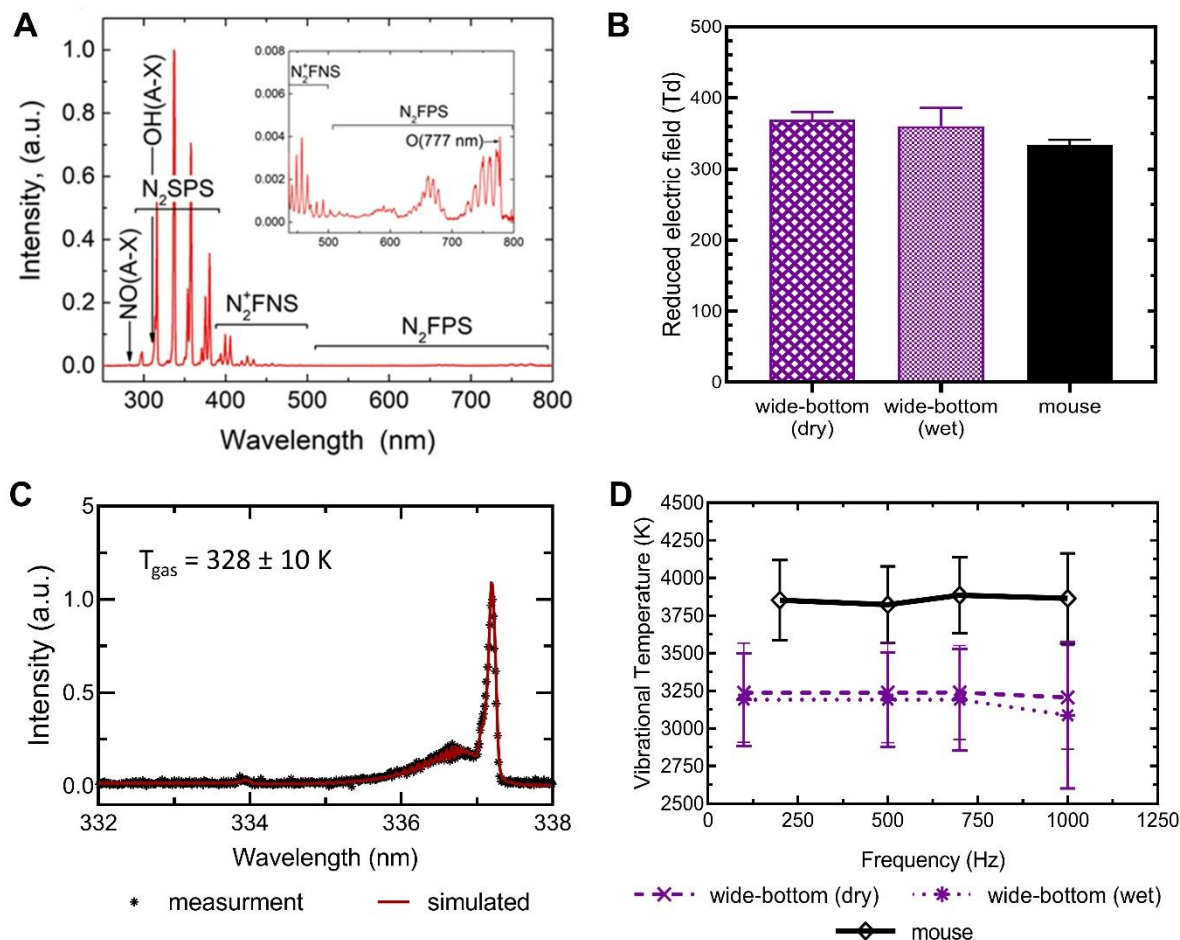 A
Intensity, (a.u.)
1.0
0.8
0.6
0.4
0.2
0.0
300 400 500 600 700 800
Wavelength (nm)
NO(A-X)
OH(A-X)
N₂SPS
N₂⁺FNS
N₂FPS
0.008
0.006
0.004
0.002
0.000
500 600 700 800
N₂⁺FNS
N₂FPS
O(777 nm)
B
Reduced electric field (Td)
500
400
300
200
100
0
wide-bottom wide-bottom mouse
(dry) (wet)
C
Intensity (a.u.)
5
1.0
0.5
0.0
T_gas = 328 ± 10 K
332 334 336 338
Wavelength (nm)
measurment simulated
D
Vibrational Temperature (K)
4500
4250
4000
3750
3500
3250
3000
2750
2500
0 250 500 750 1000 1250
Frequency (Hz)
wide-bottom (dry) wide-bottom (wet)
mouse